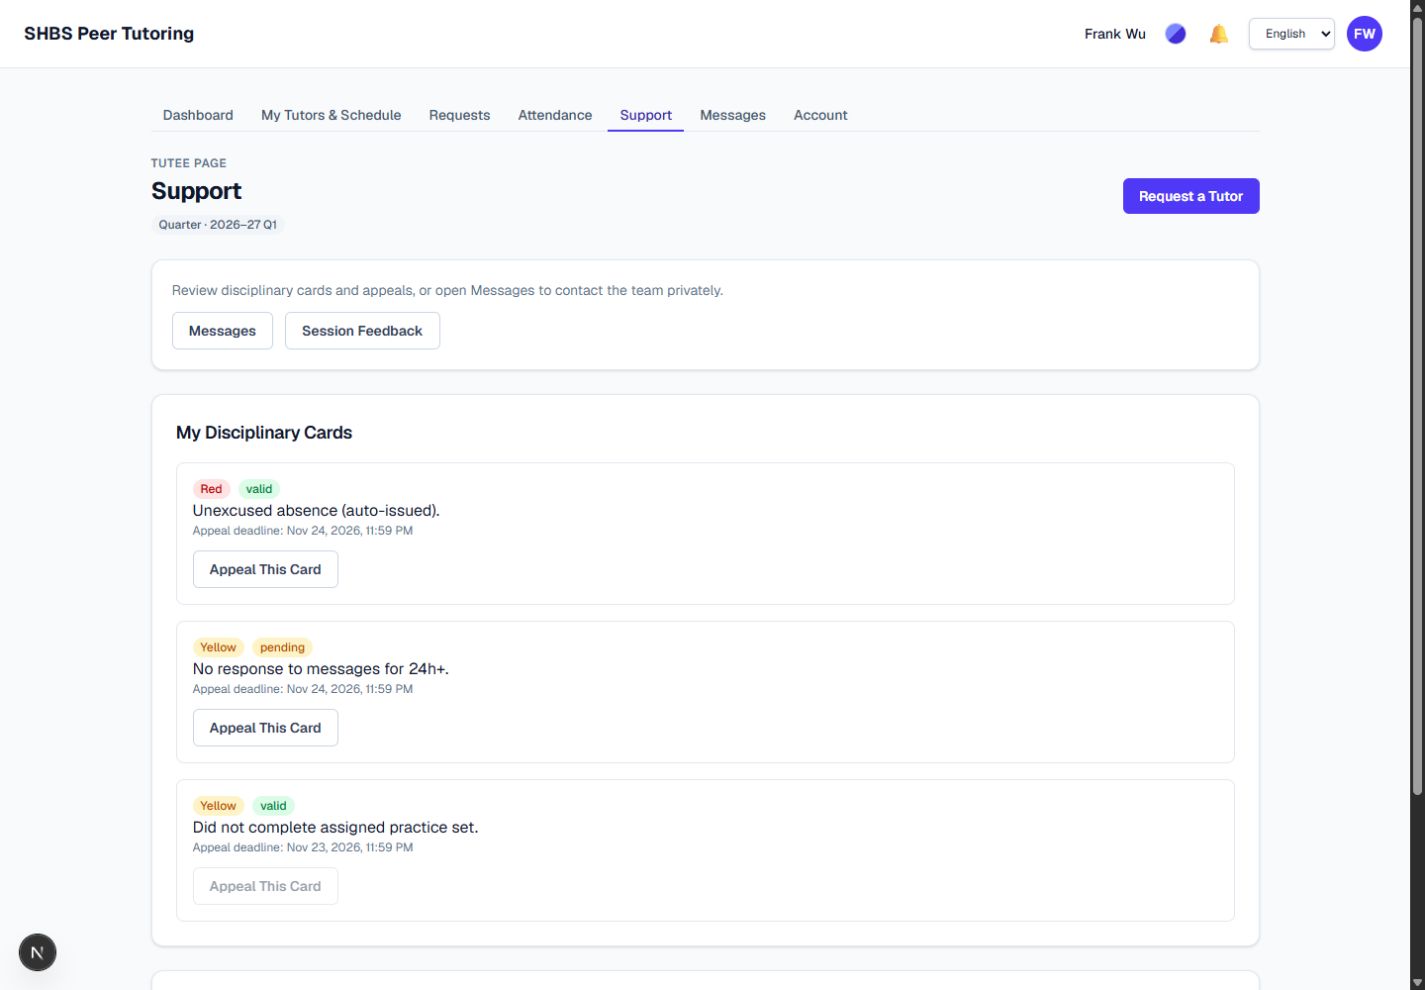 SHBS Peer Tutoring
Frank Wu
English
FW
Dashboard
My Tutors & Schedule
Requests
Attendance
Support
Messages
Account
TUTEE PAGE
Support
Request a Tutor
Quarter · 2026–27 Q1
Review disciplinary cards and appeals, or open Messages to contact the team privately.
Messages
Session Feedback
My Disciplinary Cards
Red
valid
Unexcused absence (auto-issued).
Appeal deadline: Nov 24, 2026, 11:59 PM
Appeal This Card
Yellow
pending
No response to messages for 24h+.
Appeal deadline: Nov 24, 2026, 11:59 PM
Appeal This Card
Yellow
valid
Did not complete assigned practice set.
Appeal deadline: Nov 23, 2026, 11:59 PM
Appeal This Card
N